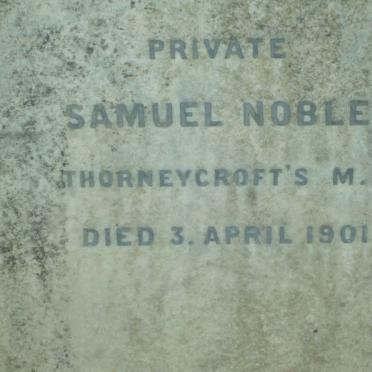 PRIVATE
SAMUEL NOBLE
THORNEYCROFT'S M.
DIED 3. APRIL 1901